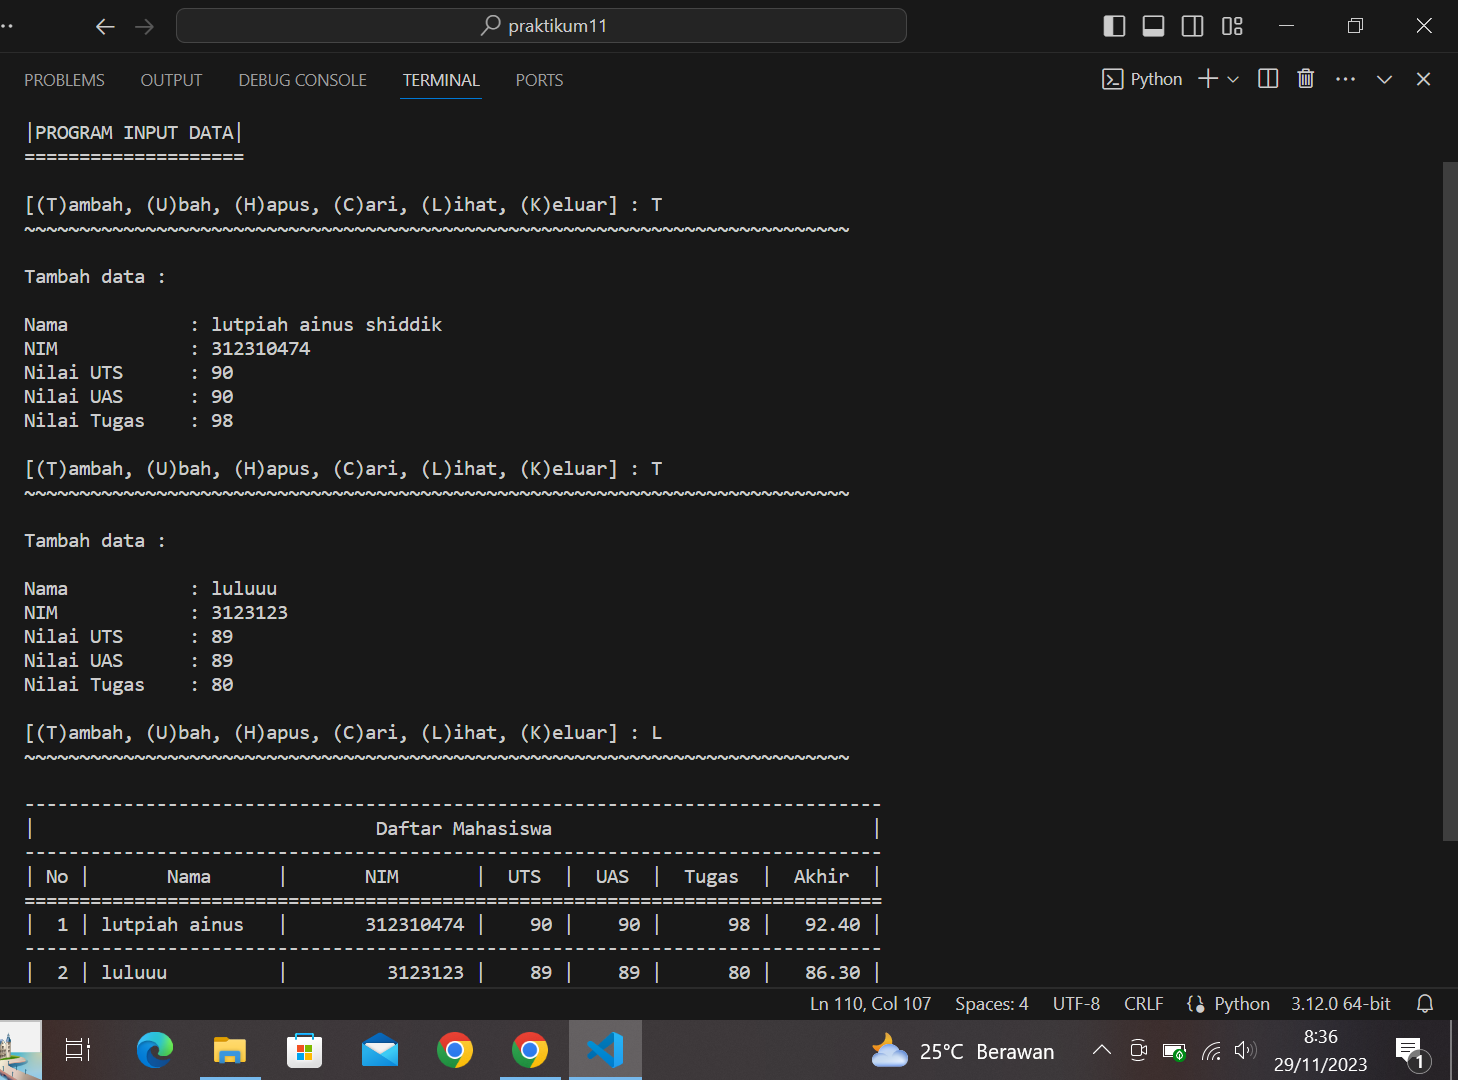 praktikum11
PROBLEMS OUTPUT DEBUG CONSOLE TERMINAL PORTS Python
|PROGRAM INPUT DATA|
====================
[(T)ambah, (U)bah, (H)apus, (C)ari, (L)ihat, (K)eluar] : T
~~~~~~~~~~~~~~~~~~~~~~~~~~~~~~~~~~~~~~~~~~~~~~~~~~~~~~~~~~~~~~~~~~~~~~~~~~~
Tambah data :
Nama           : lutpiah ainus shiddik
NIM            : 312310474
Nilai UTS      : 90
Nilai UAS      : 90
Nilai Tugas    : 98
[(T)ambah, (U)bah, (H)apus, (C)ari, (L)ihat, (K)eluar] : T
~~~~~~~~~~~~~~~~~~~~~~~~~~~~~~~~~~~~~~~~~~~~~~~~~~~~~~~~~~~~~~~~~~~~~~~~~~~
Tambah data :
Nama           : luluuu
NIM            : 3123123
Nilai UTS      : 89
Nilai UAS      : 89
Nilai Tugas    : 80
[(T)ambah, (U)bah, (H)apus, (C)ari, (L)ihat, (K)eluar] : L
~~~~~~~~~~~~~~~~~~~~~~~~~~~~~~~~~~~~~~~~~~~~~~~~~~~~~~~~~~~~~~~~~~~~~~~~~~~
------------------------------------------------------------------------------
|                               Daftar Mahasiswa                             |
------------------------------------------------------------------------------
| No |       Nama      |       NIM       |  UTS  |  UAS  |  Tugas  |  Akhir  |
==============================================================================
|  1 | lutpiah ainus   |       312310474 |    90 |    90 |      98 |   92.40 |
------------------------------------------------------------------------------
|  2 | luluuu          |         3123123 |    89 |    89 |      80 |   86.30 |
Ln 110, Col 107 Spaces: 4 UTF-8 CRLF Python 3.12.0 64-bit
25°C Berawan
8:36
29/11/2023
1